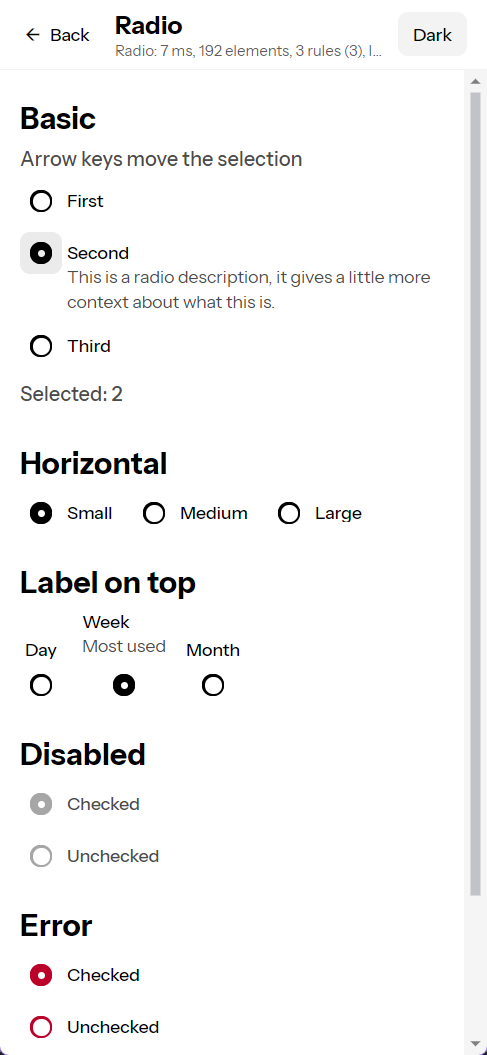 Back
Radio
Radio: 7 ms, 192 elements, 3 rules (3), l...
Dark
Basic
Arrow keys move the selection
First
Second
This is a radio description, it gives a little more
context about what this is.
Third
Selected: 2
Horizontal
Small Medium Large
Label on top
Week
Day Most used Month
Disabled
Checked
Unchecked
Error
Checked
Unchecked